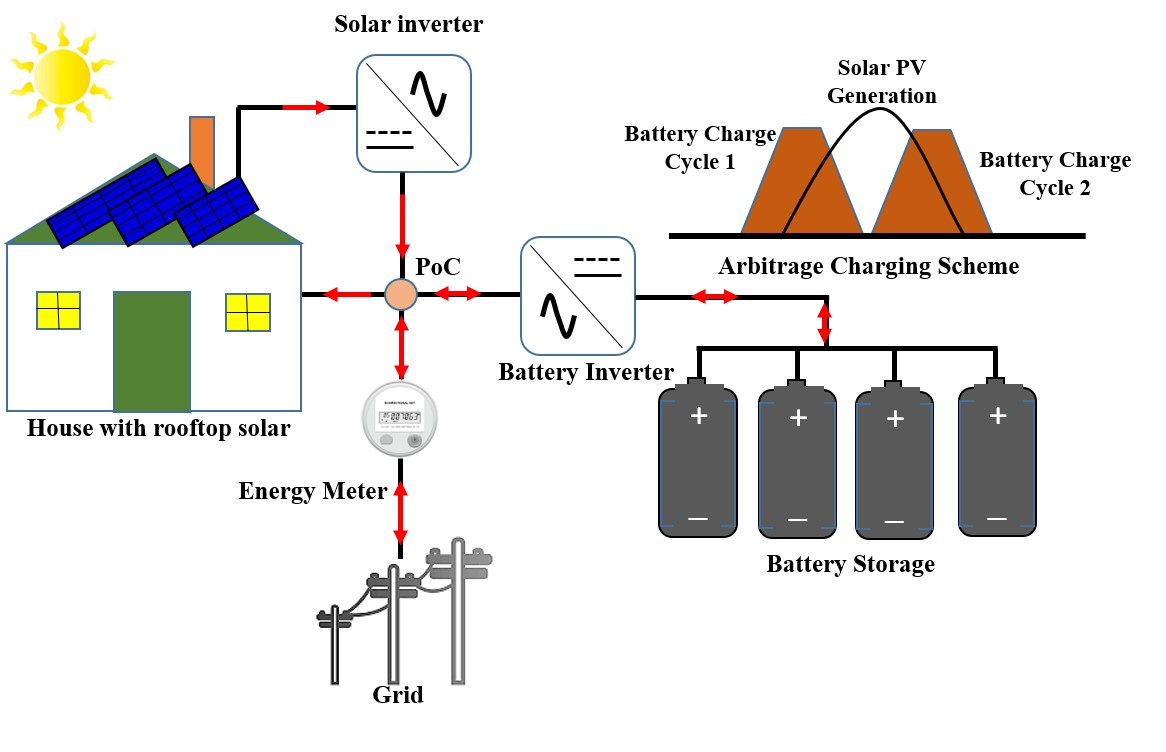 Solar inverter
Solar PV
Generation
Battery Charge
Cycle 1
Battery Charge
Cycle 2
Arbitrage Charging Scheme
PoC
Battery Inverter
House with rooftop solar
Energy Meter
Battery Storage
Grid